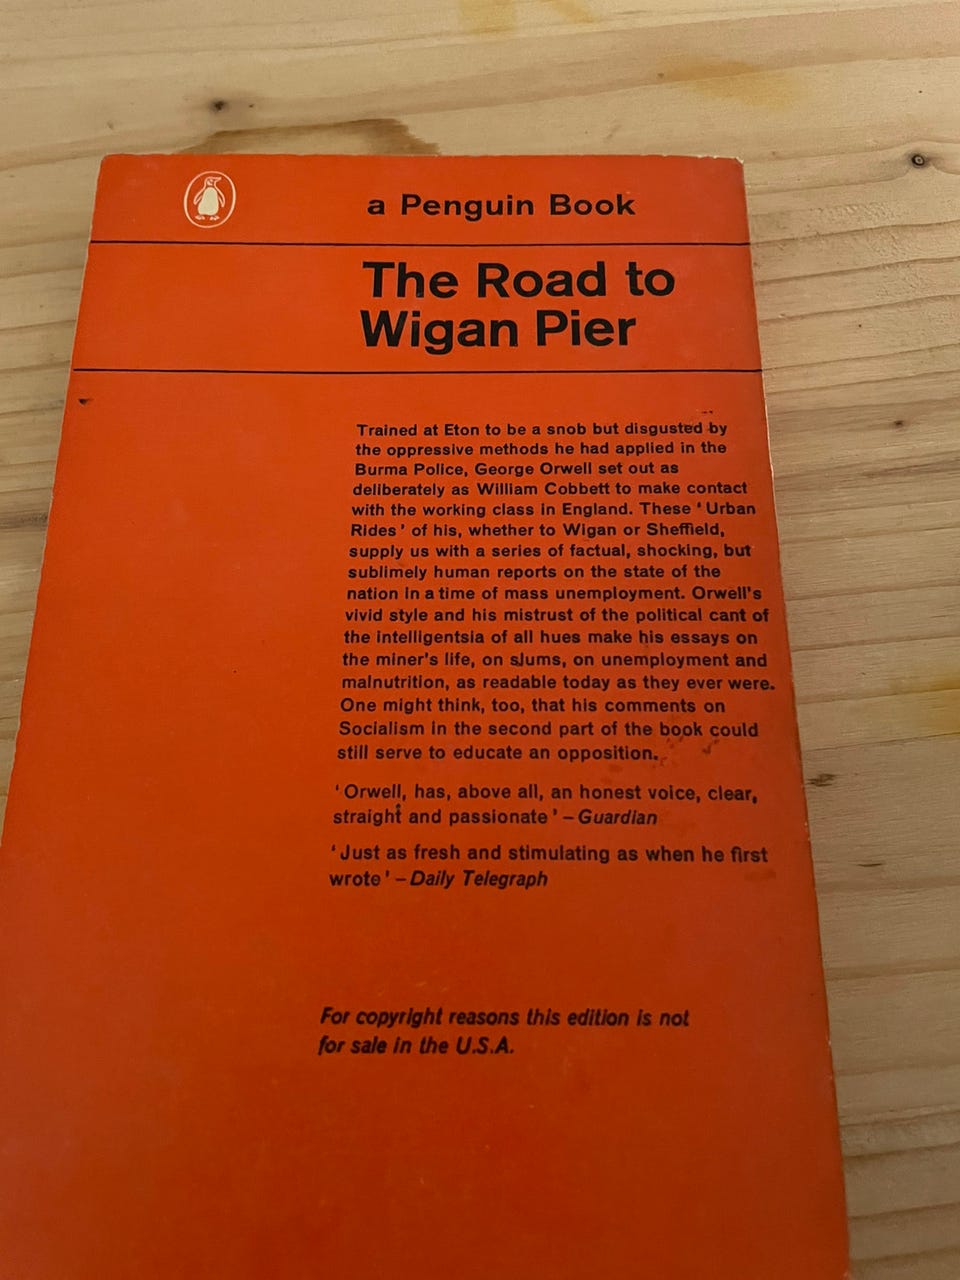 a Penguin Book
The Road to
Wigan Pier
Trained at Eton to be a snob but disgusted by
the oppressive methods he had applied in the
Burma Police, George Orwell set out as
deliberately as William Cobbett to make contact
with the working class in England. These ' Urban
Rides ' of his, whether to Wigan or Sheffield,
supply us with a series of factual, shocking, but
sublimely human reports on the state of the
nation in a time of mass unemployment. Orwell's
vivid style and his mistrust of the political cant of
the intelligentsia of all hues make his essays on
the miner's life, on slums, on unemployment and
malnutrition, as readable today as they ever were.
One might think, too, that his comments on
Socialism in the second part of the book could
still serve to educate an opposition.
' Orwell, has, above all, an honest voice, clear,
straight and passionate ' – Guardian
' Just as fresh and stimulating as when he first
wrote ' – Daily Telegraph
For copyright reasons this edition is not
for sale in the U.S.A.